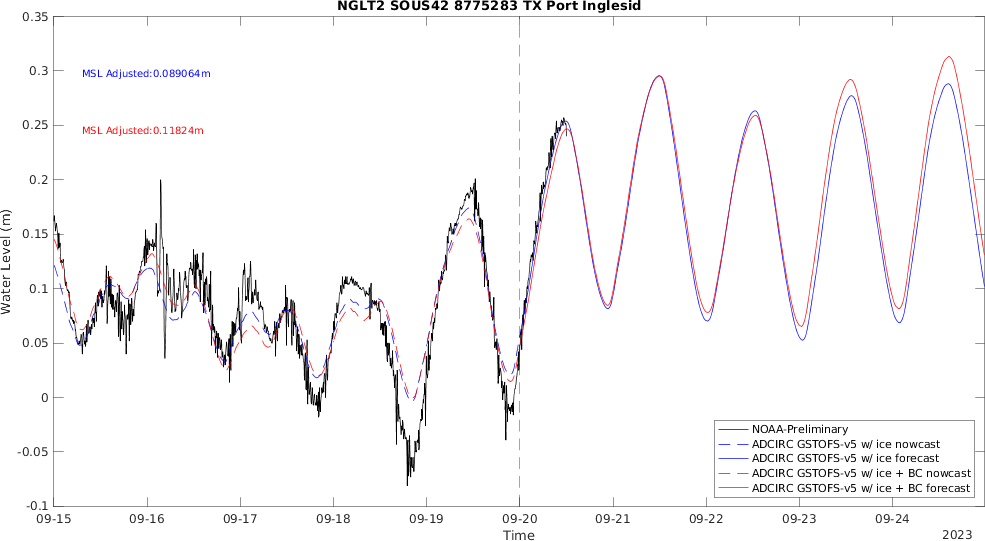 NGLT2 SOUS42 8775283 TX Port Inglesid
0.35
0.3
0.25
0.2
0.15
0.1
0.05
0
-0.05
-0.1
Water Level (m)
MSL Adjusted:0.089064m
MSL Adjusted:0.11824m
NOAA-Preliminary
ADCIRC GSTOFS-v5 w/ ice nowcast
ADCIRC GSTOFS-v5 w/ ice forecast
ADCIRC GSTOFS-v5 w/ ice + BC nowcast
ADCIRC GSTOFS-v5 w/ ice + BC forecast
09-15 09-16 09-17 09-18 09-19 09-20 09-21 09-22 09-23 09-24
Time
2023